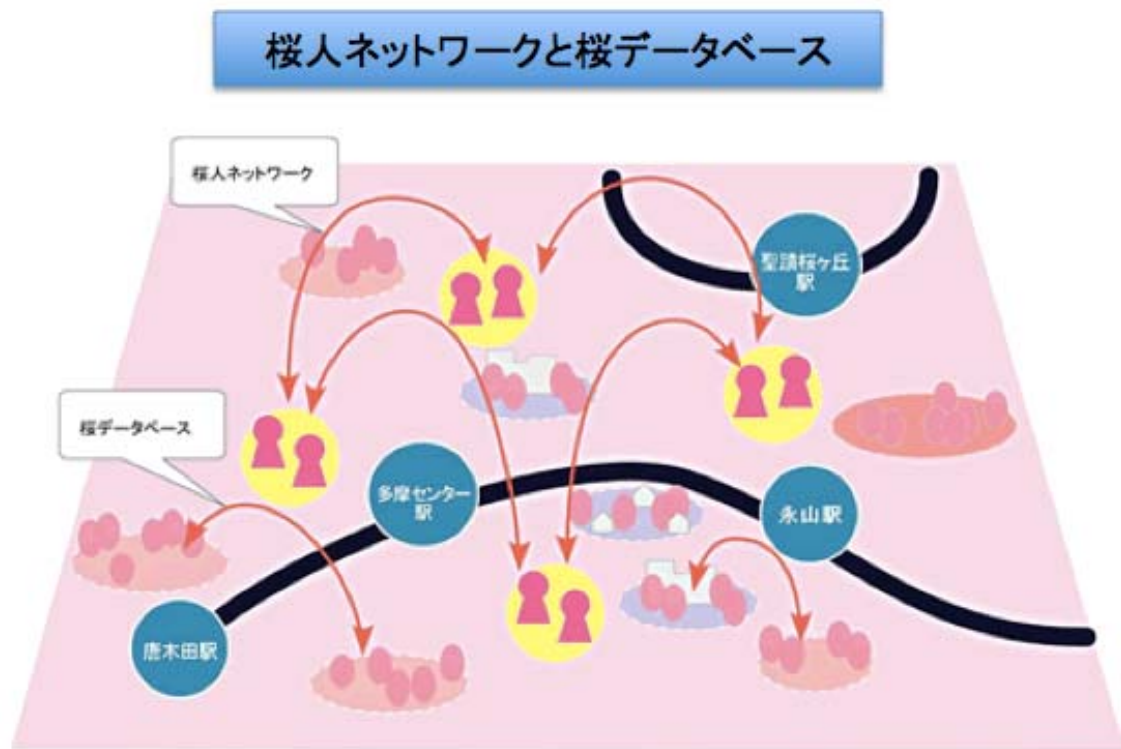 桜人ネットワークと桜データベース
桜人ネットワーク
聖蹟桜ヶ丘
駅
桜データベース
多摩センター
駅
永山駅
唐木田駅